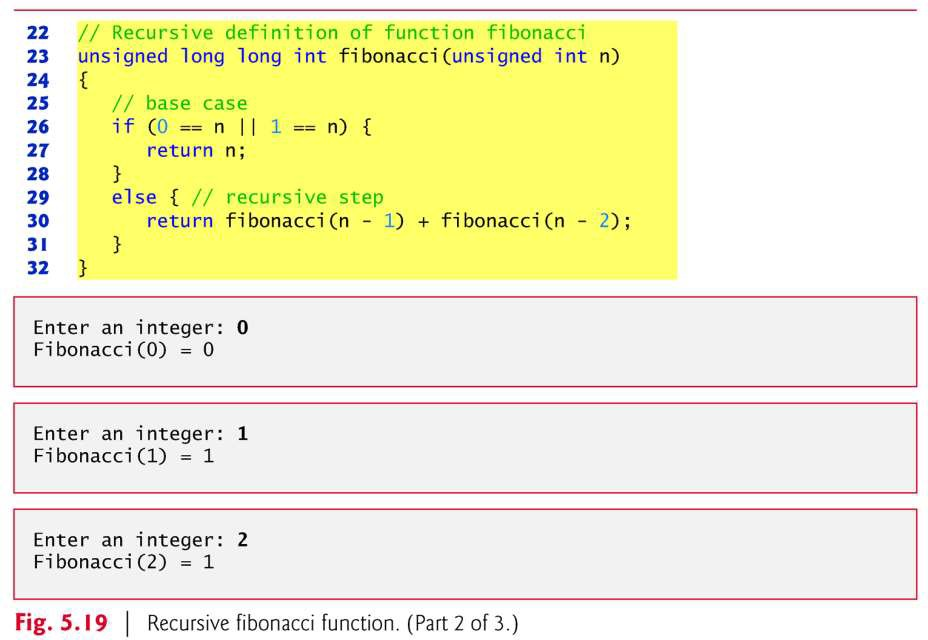 22 // Recursive definition of function fibonacci
23 unsigned long long int fibonacci(unsigned int n)
24 {
25    // base case
26    if (0 == n || 1 == n) {
27       return n;
28    }
29    else { // recursive step
30       return fibonacci(n - 1) + fibonacci(n - 2);
31    }
32 }
Enter an integer: 0
Fibonacci(0) = 0
Enter an integer: 1
Fibonacci(1) = 1
Enter an integer: 2
Fibonacci(2) = 1
Fig. 5.19 | Recursive fibonacci function. (Part 2 of 3.)